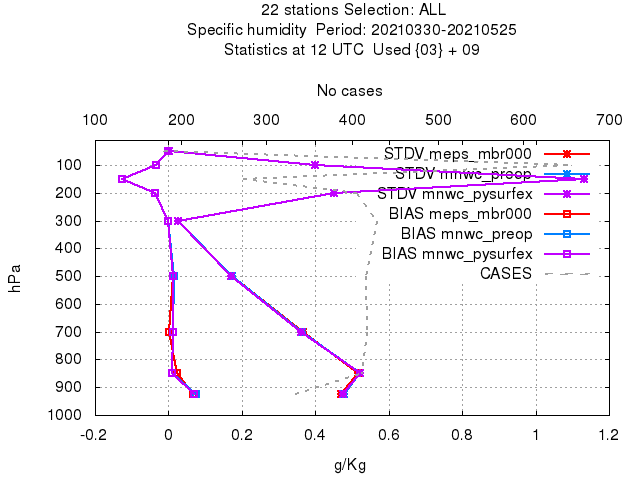 22 stations Selection: ALL
Specific humidity  Period: 20210330-20210525
Statistics at 12 UTC  Used {03} + 09
No cases
100 200 300 400 500 600 700
STDV meps_mbr000
STDV mnwc_preop
STDV mnwc_pysurfex
BIAS meps_mbr000
BIAS mnwc_preop
BIAS mnwc_pysurfex
CASES
hPa
100
200
300
400
500
600
700
800
900
1000
-0.2 0 0.2 0.4 0.6 0.8 1 1.2
g/Kg